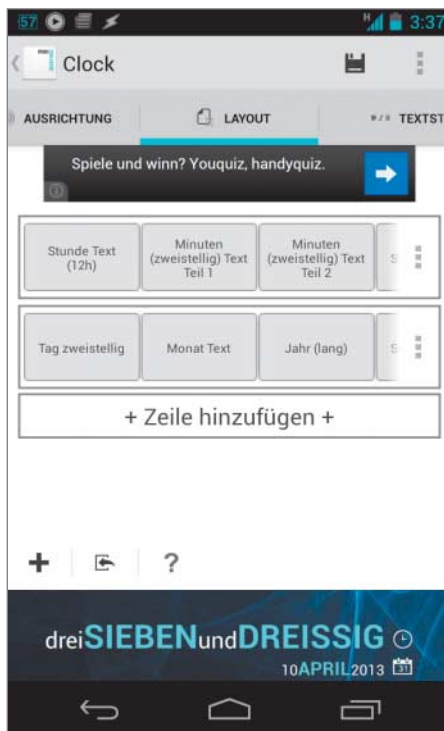 57
H
3:37
Clock
AUSRICHTUNG
LAYOUT
TEXTST
Spiele und winn? Youquiz, handyquiz.
Stunde Text
(12h)
Minuten
(zweistellig) Text
Teil 1
Minuten
(zweistellig) Text
Teil 2
S
Tag zweistellig
Monat Text
Jahr (lang)
S
+ Zeile hinzufügen +
+
?
dreiSIEBENundDREISSIG
10APRIL2013
31